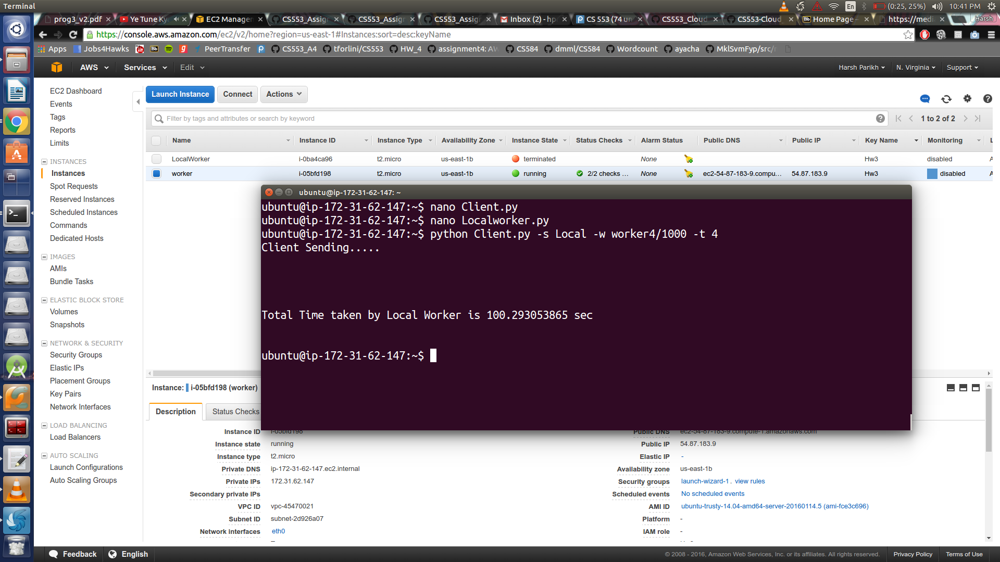 Terminal
En (0:25, 25%) 10:41 PM
prog3_v2.pdf × Ye Tune Ky × EC2 Manager × CS553_Assig × CS553_Assig × CS553_Assig × Inbox (2) - hp × CS 553 (74 un × CS553_Cloud × CS553-Cloud_ × Home Page – × https://medi × Harsh
https://console.aws.amazon.com/ec2/v2/home?region=us-east-1#Instances:sort=desc:keyName
Apps Jobs4Hawks Bb PeerTransfer CS553_A4 tforlini/CS553 HW_4 assignment4: AW CS584 dmml/CS584 Wordcount ayacha MklSvmFyp/src/
AWS Services Edit Harsh Parikh N. Virginia Support
EC2 Dashboard
Events
Tags
Reports
Limits
INSTANCES
Instances
Spot Requests
Reserved Instances
Scheduled Instances
Commands
Dedicated Hosts
IMAGES
AMIs
Bundle Tasks
ELASTIC BLOCK STORE
Volumes
Snapshots
NETWORK & SECURITY
Security Groups
Elastic IPs
Placement Groups
Key Pairs
Network Interfaces
LOAD BALANCING
Load Balancers
AUTO SCALING
Launch Configurations
Auto Scaling Groups
Launch Instance Connect Actions
Filter by tags and attributes or search by keyword 1 to 2 of 2
Name Instance ID Instance Type Availability Zone Instance State Status Checks Alarm Status Public DNS Public IP Key Name Monitoring L
LocalWorker i-0ba4ca96 t2.micro us-east-1b terminated None Hw3 disabled A
worker i-05bfd198 t2.micro us-east-1b running 2/2 checks ... None ec2-54-87-183-9.compu... 54.87.183.9 Hw3 disabled A
ubuntu@ip-172-31-62-147: ~
ubuntu@ip-172-31-62-147:~$ nano Client.py
ubuntu@ip-172-31-62-147:~$ nano Localworker.py
ubuntu@ip-172-31-62-147:~$ python Client.py -s Local -w worker4/1000 -t 4
Client Sending.....
Total Time taken by Local Worker is 100.293053865 sec
ubuntu@ip-172-31-62-147:~$
Instance: i-05bfd198 (worker)
Description Status Checks
Instance ID i-05bfd198
Instance state running
Instance type t2.micro
Private DNS ip-172-31-62-147.ec2.internal
Private IPs 172.31.62.147
Secondary private IPs
VPC ID vpc-45470021
Subnet ID subnet-2d926a07
Network interfaces eth0
Public DNS ec2-54-87-183-9.compute-1.amazonaws.com
Public IP 54.87.183.9
Elastic IP -
Availability zone us-east-1b
Security groups launch-wizard-1. view rules
Scheduled events No scheduled events
AMI ID ubuntu-trusty-14.04-amd64-server-20160114.5 (ami-fce3c696)
Platform -
IAM role -
Feedback English © 2008 - 2016, Amazon Web Services, Inc. or its affiliates. All rights reserved. Privacy Policy Terms of Use